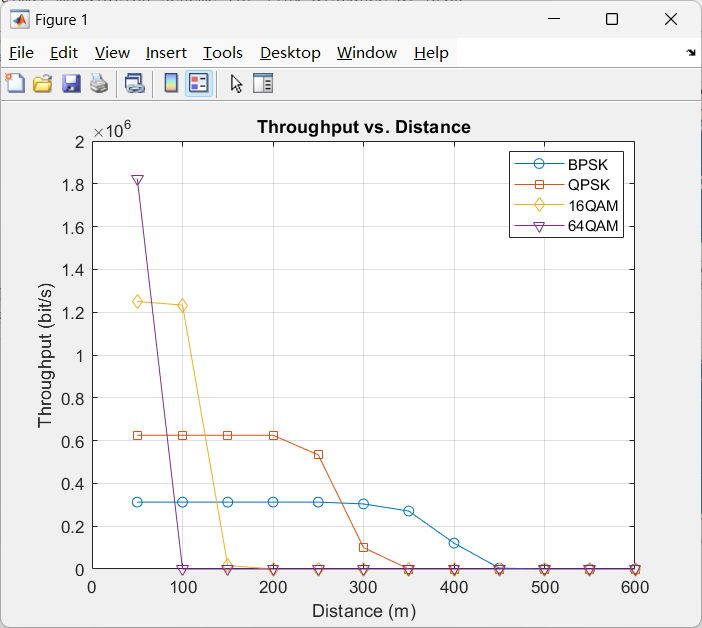 Figure 1
File Edit View Insert Tools Desktop Window Help
×10⁶
Throughput vs. Distance
2
1.8
1.6
1.4
1.2
1
0.8
0.6
0.4
0.2
0
Throughput (bit/s)
BPSK
QPSK
16QAM
64QAM
0 100 200 300 400 500 600
Distance (m)